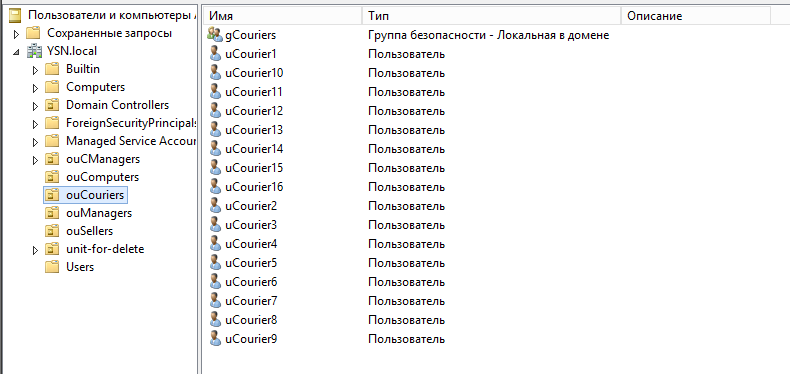 Пользователи и компьютеры
Сохраненные запросы
YSN.local
Builtin
Computers
Domain Controllers
ForeignSecurityPrincipals
Managed Service Accour
ouCManagers
ouComputers
ouCouriers
ouManagers
ouSellers
unit-for-delete
Users
Имя Тип Описание
gCouriers Группа безопасности - Локальная в домене
uCourier1 Пользователь
uCourier10 Пользователь
uCourier11 Пользователь
uCourier12 Пользователь
uCourier13 Пользователь
uCourier14 Пользователь
uCourier15 Пользователь
uCourier16 Пользователь
uCourier2 Пользователь
uCourier3 Пользователь
uCourier4 Пользователь
uCourier5 Пользователь
uCourier6 Пользователь
uCourier7 Пользователь
uCourier8 Пользователь
uCourier9 Пользователь